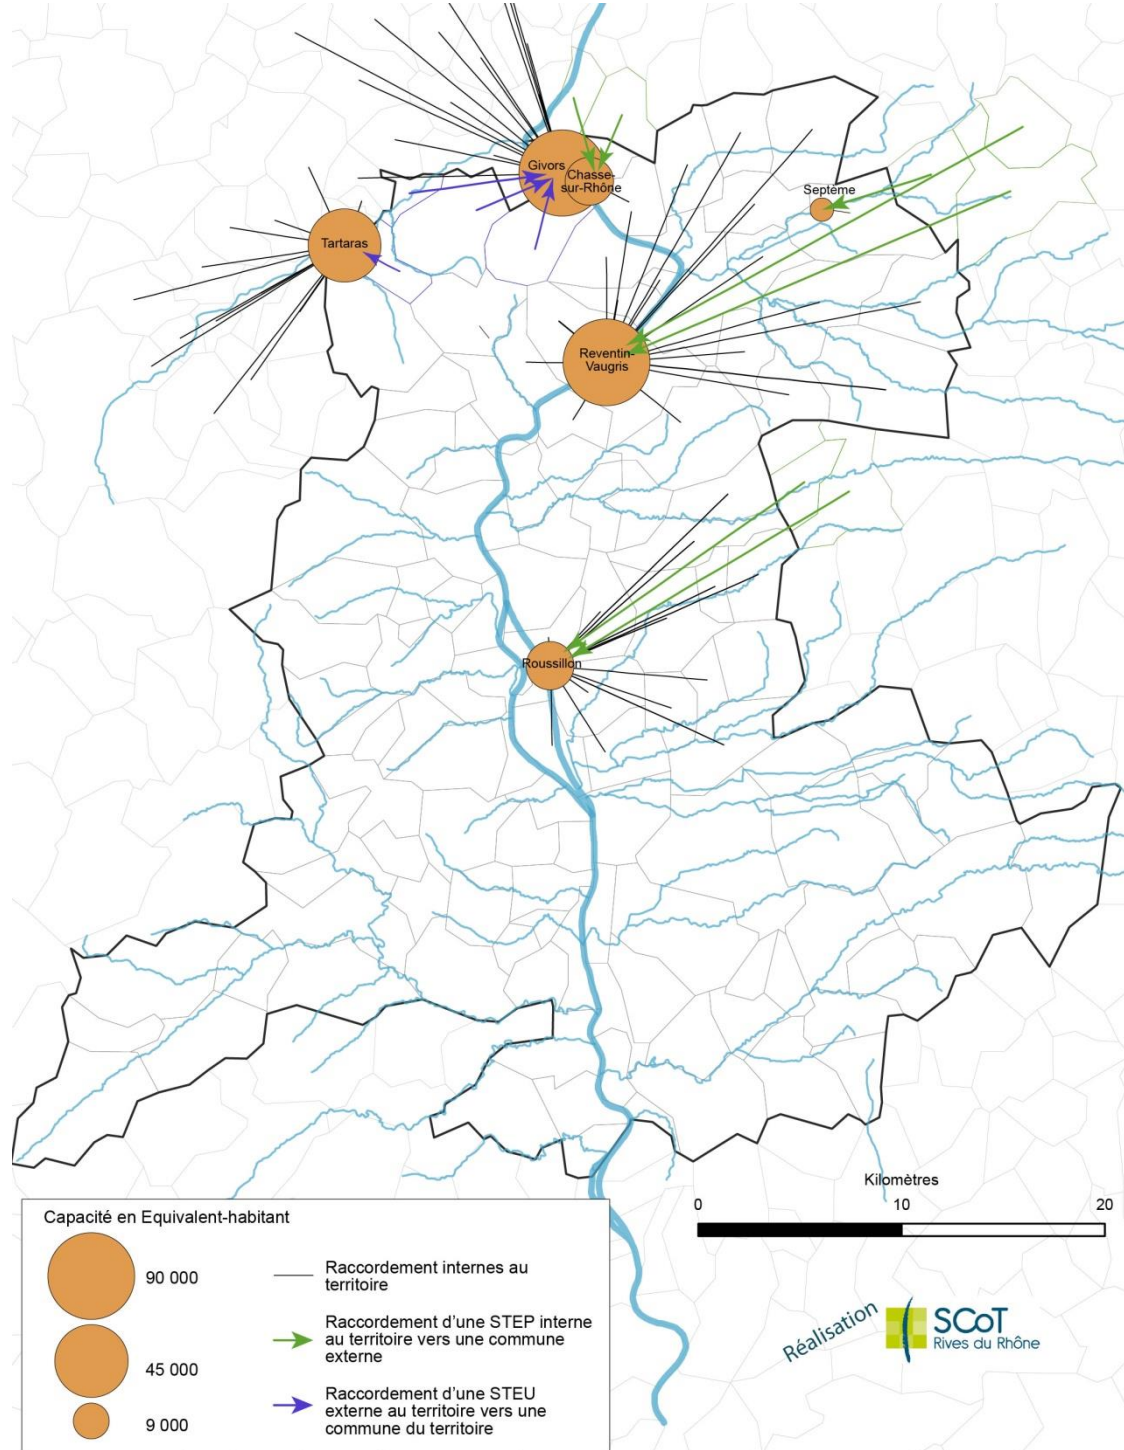 Givors
Chasse-
sur-Rhône
Septème
Tartaras
Reventin-
Vaugris
Roussillon
Kilomètres
0
10
20
Capacité en Equivalent-habitant
90 000
45 000
9 000
Raccordement internes au
territoire
Raccordement d'une STEP interne
au territoire vers une commune
externe
Raccordement d'une STEU
externe au territoire vers une
commune du territoire
Réalisation
SCoT
Rives du Rhône